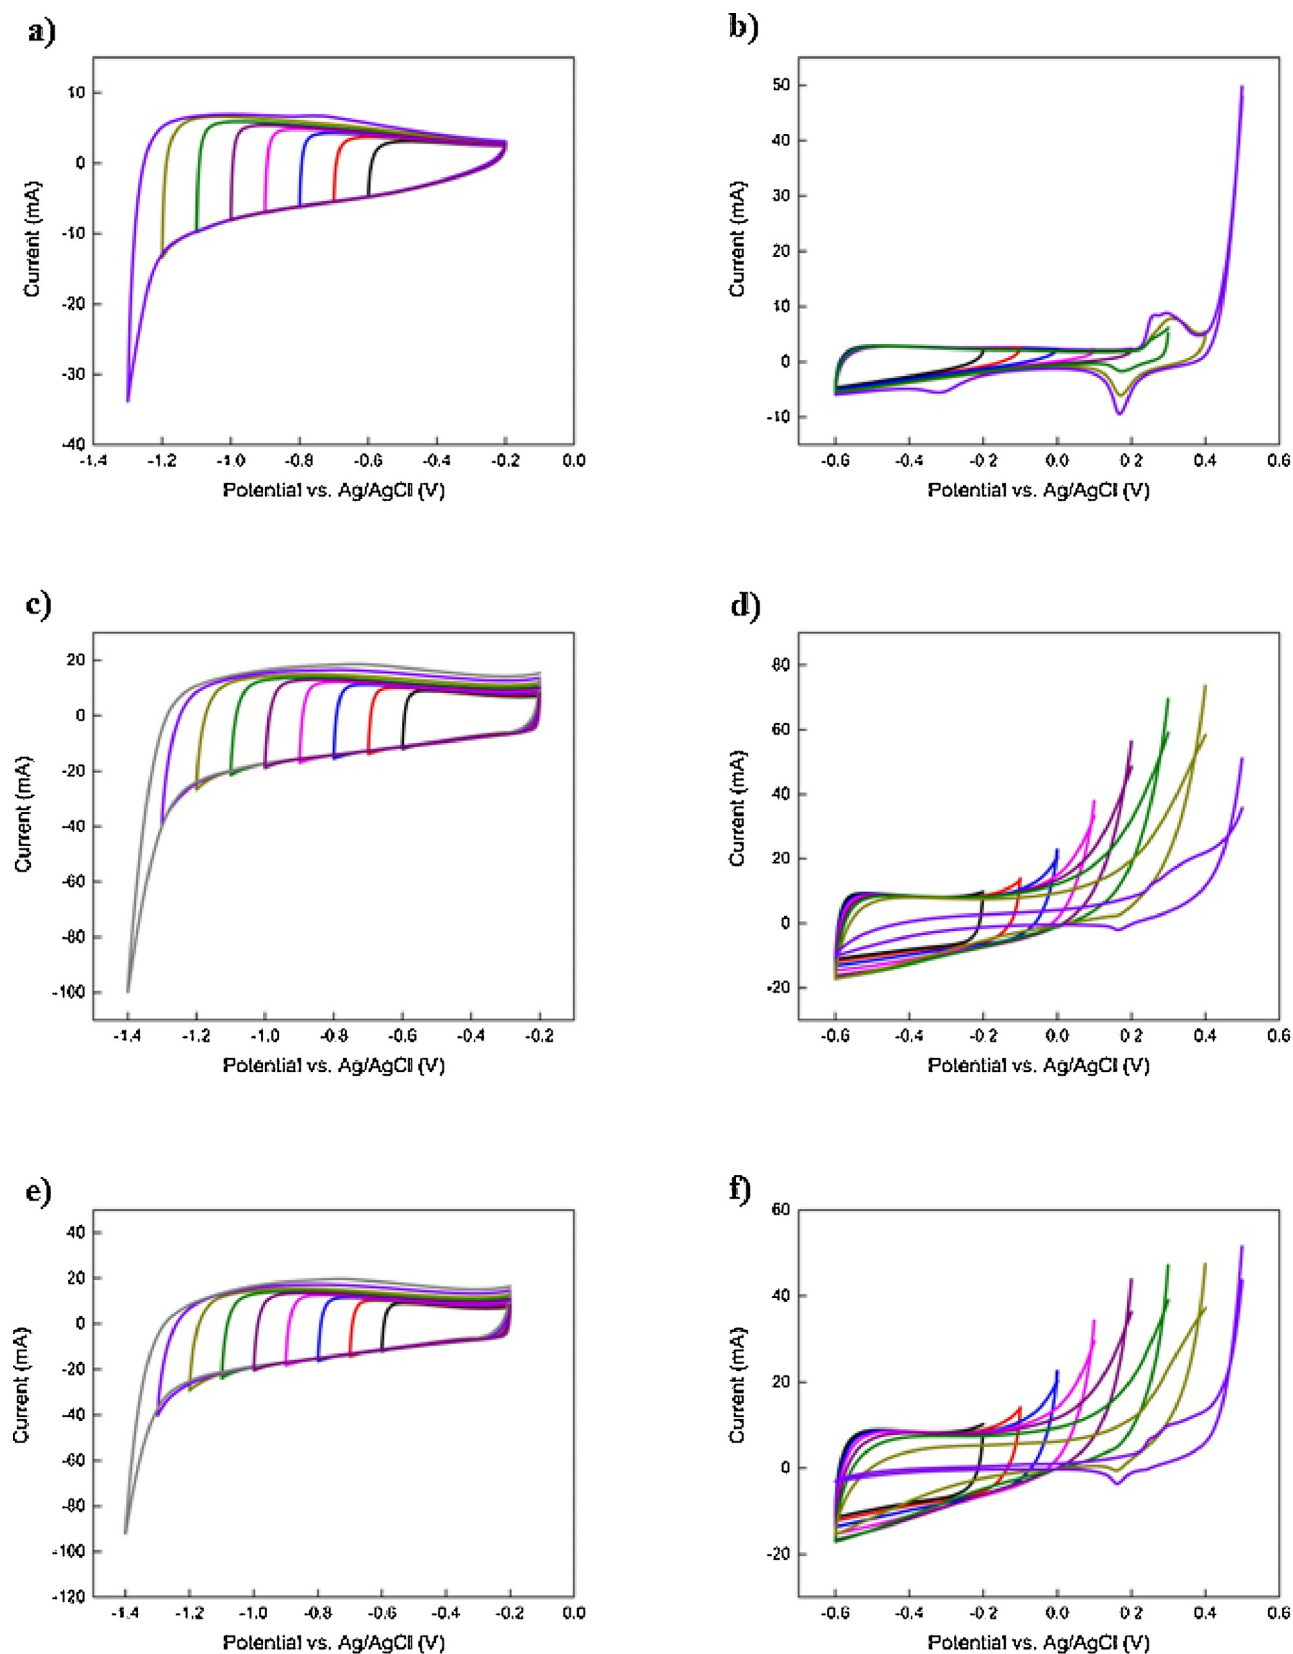 a)
b)
10
0
-10
-20
-30
-40
-1.4 -1.2 -1.0 -0.8 -0.6 -0.4 -0.2 0.0
Current (mA)
Potential vs. Ag/AgCl (V)
50
40
30
20
10
0
-10
-0.6 -0.4 -0.2 0.0 0.2 0.4 0.6
Current (mA)
Potential vs. Ag/AgCl (V)
c)
d)
20
0
-20
-40
-60
-80
-100
-1.4 -1.2 -1.0 -0.8 -0.6 -0.4 -0.2
Current (mA)
Potential vs. Ag/AgCl (V)
80
60
40
20
0
-20
-0.6 -0.4 -0.2 0.0 0.2 0.4 0.6
Current (mA)
Potential vs. Ag/AgCl (V)
e)
f)
40
20
0
-20
-40
-60
-80
-100
-120
-1.4 -1.2 -1.0 -0.8 -0.6 -0.4 -0.2 0.0
Current (mA)
Potential vs. Ag/AgCl (V)
60
40
20
0
-20
-0.6 -0.4 -0.2 0.0 0.2 0.4 0.6
Current (mA)
Potential vs. Ag/AgCl (V)